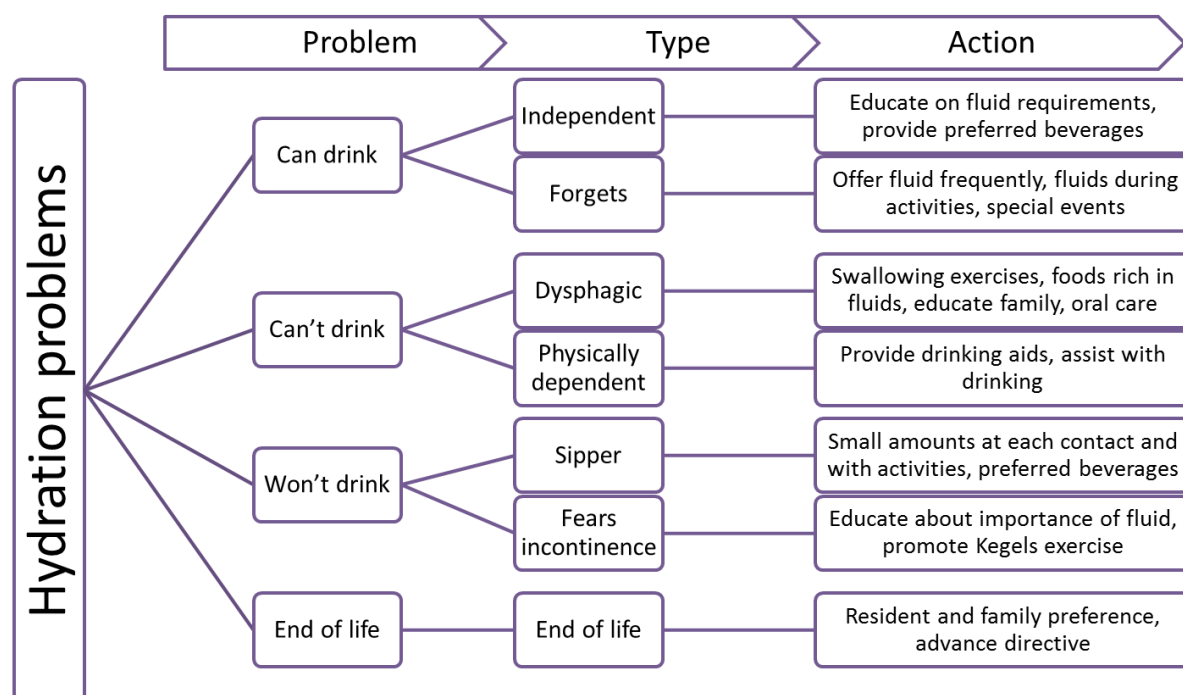 Problem
Type
Action
Hydration problems
Can drink
Independent
Educate on fluid requirements,
provide preferred beverages
Forgets
Offer fluid frequently, fluids during
activities, special events
Can’t drink
Dysphagic
Swallowing exercises, foods rich in
fluids, educate family, oral care
Physically
dependent
Provide drinking aids, assist with
drinking
Won’t drink
Sipper
Small amounts at each contact and
with activities, preferred beverages
Fears
incontinence
Educate about importance of fluid,
promote Kegels exercise
End of life
End of life
Resident and family preference,
advance directive